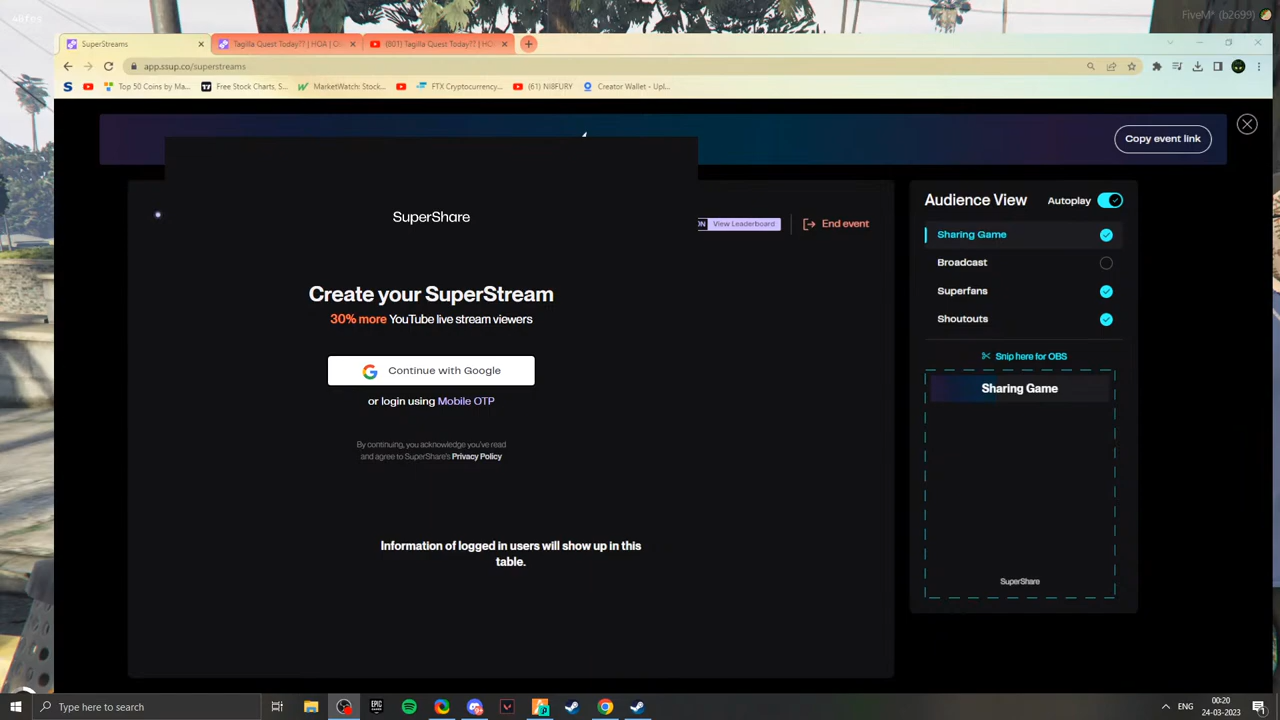 FiveM* (b2699)
SuperStreams
Tagilla Quest Today?? | HOA | O
(801) Tagilla Quest Today?? | HO
app.ssup.co/superstreams
Top 50 Coins by Ma...
Free Stock Charts, S...
MarketWatch: Stock...
FTX Cryptocurrency...
(61) NI8FURY
Creator Wallet - Upl...
Copy event link
SuperShare
ON
View Leaderboard
End event
Create your SuperStream
30% more YouTube live stream viewers
Continue with Google
or login using Mobile OTP
By continuing, you acknowledge you've read
and agree to SuperShare's Privacy Policy
Information of logged in users will show up in this
table.
Audience View
Autoplay
Sharing Game
Broadcast
Superfans
Shoutouts
Snip here for OBS
Sharing Game
SuperShare
Type here to search
EPIC
ENG
00:20
24-03-2023